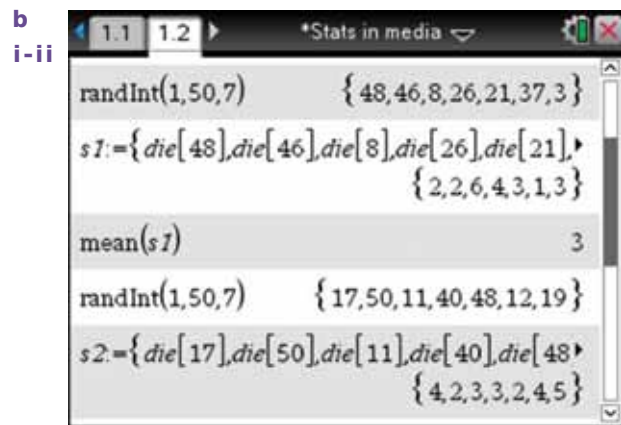 b
i-ii
1.1 1.2 *Stats in media
randInt(1,50,7) {48,46,8,26,21,37,3}
s1:={die[48],die[46],die[8],die[26],die[21],
{2,2,6,4,3,1,3}
mean(s1) 3
randInt(1,50,7) {17,50,11,40,48,12,19}
s2:={die[17],die[50],die[11],die[40],die[48
{4,2,3,3,2,4,5}